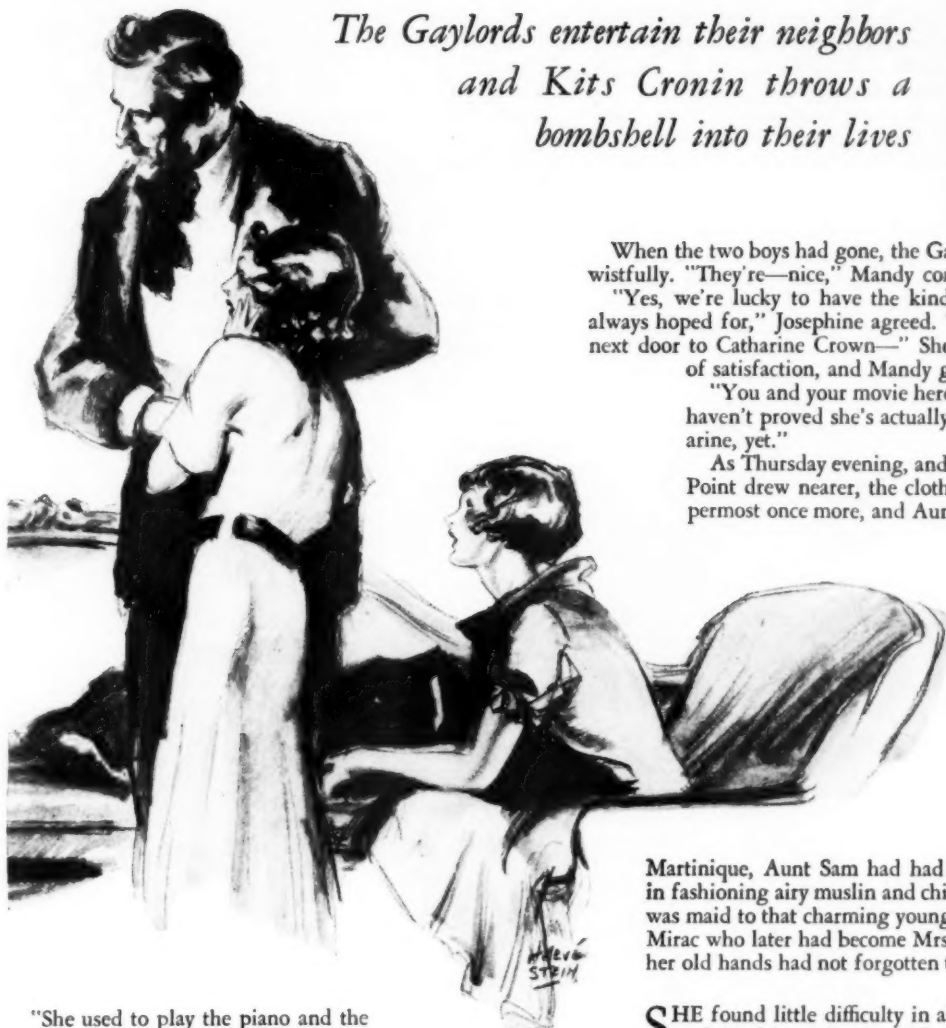 The Gaylords entertain their neighbors
and Kits Cronin throws a
bombshell into their lives
When the two boys had gone, the Ga
wistfully. "They're—nice," Mandy con
"Yes, we're lucky to have the kind
always hoped for," Josephine agreed.
next door to Catharine Crown—" She
of satisfaction, and Mandy g
"You and your movie here
haven't proved she's actually
arine, yet."
As Thursday evening, and
Point drew nearer, the cloth
permost once more, and Aun
Martinique, Aunt Sam had had
in fashioning airy muslin and chi
was maid to that charming young
Mirac who later had become Mrs
her old hands had not forgotten t
HERVÉ
STEIN
"She used to play the piano and the
SHE found little difficulty in a